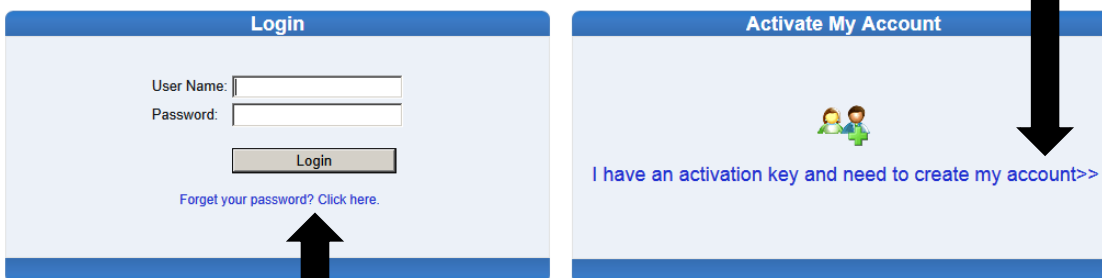 Login
User Name:
Password:
Login
Forget your password? Click here.
Activate My Account
I have an activation key and need to create my account>>